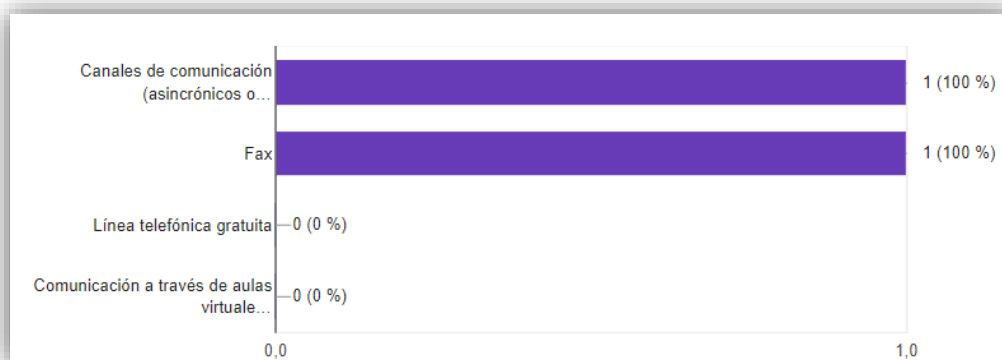 Canales de comunicación
(asincrónicos o...
1 (100 %)
Fax
1 (100 %)
Línea telefónica gratuita
0 (0 %)
Comunicación a través de aulas
virtuale...
0 (0 %)
0,0
1,0